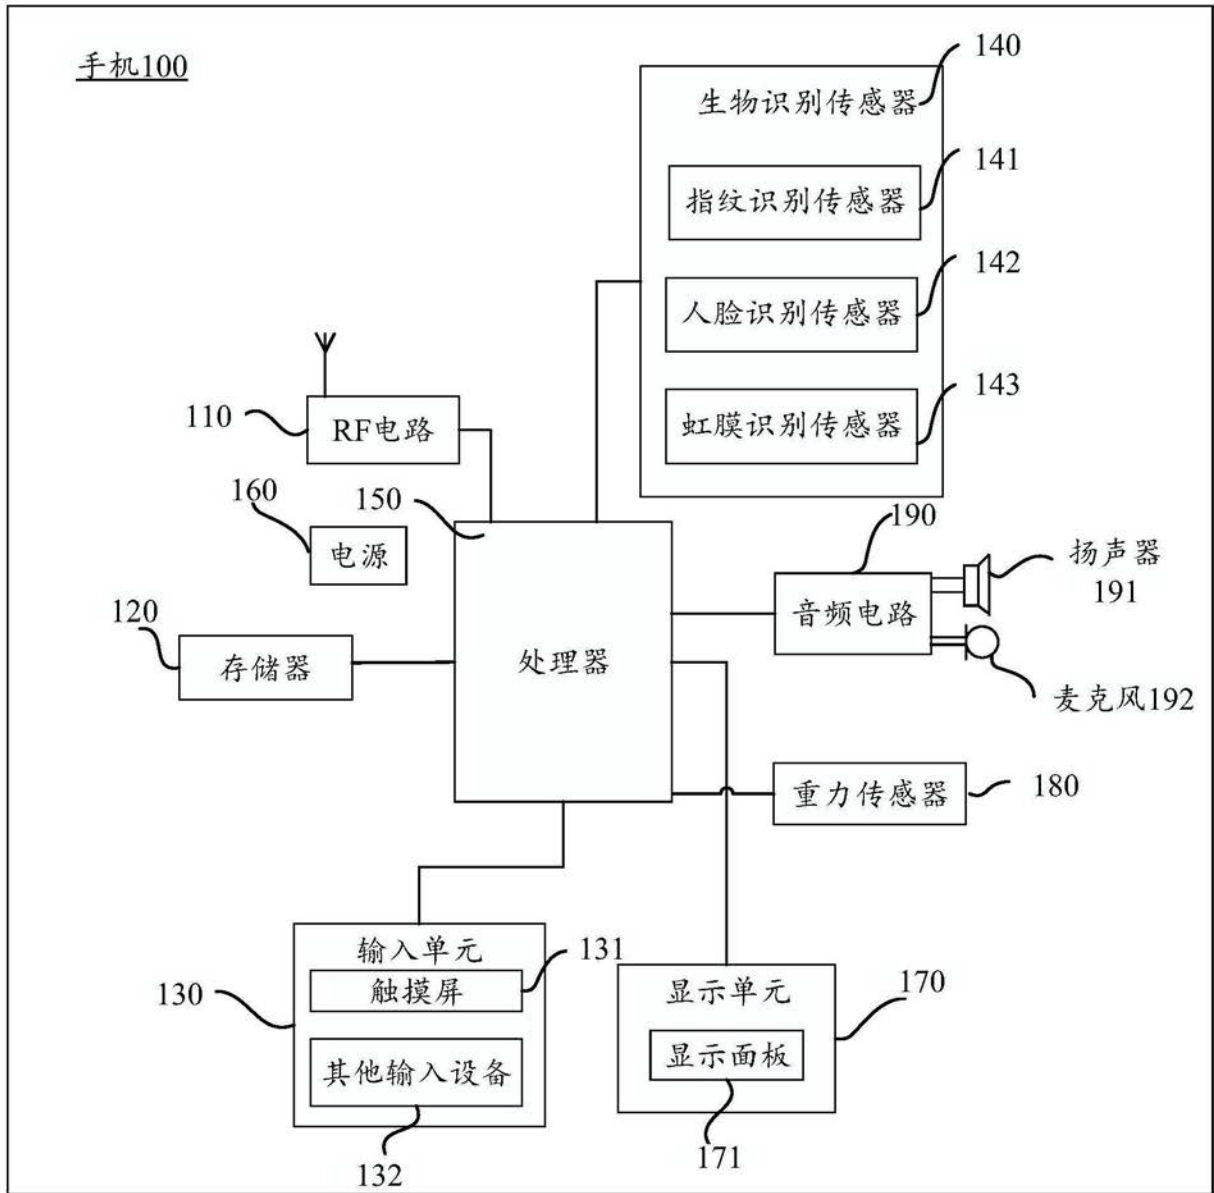 手机100
140
生物识别传感器
141
指纹识别传感器
142
人脸识别传感器
143
虹膜识别传感器
110
RF电路
160
电源
150
处理器
190
音频电路
扬声器
191
麦克风192
120
存储器
重力传感器
180
130
输入单元
触摸屏
131
其他输入设备
132
显示单元
170
显示面板
171